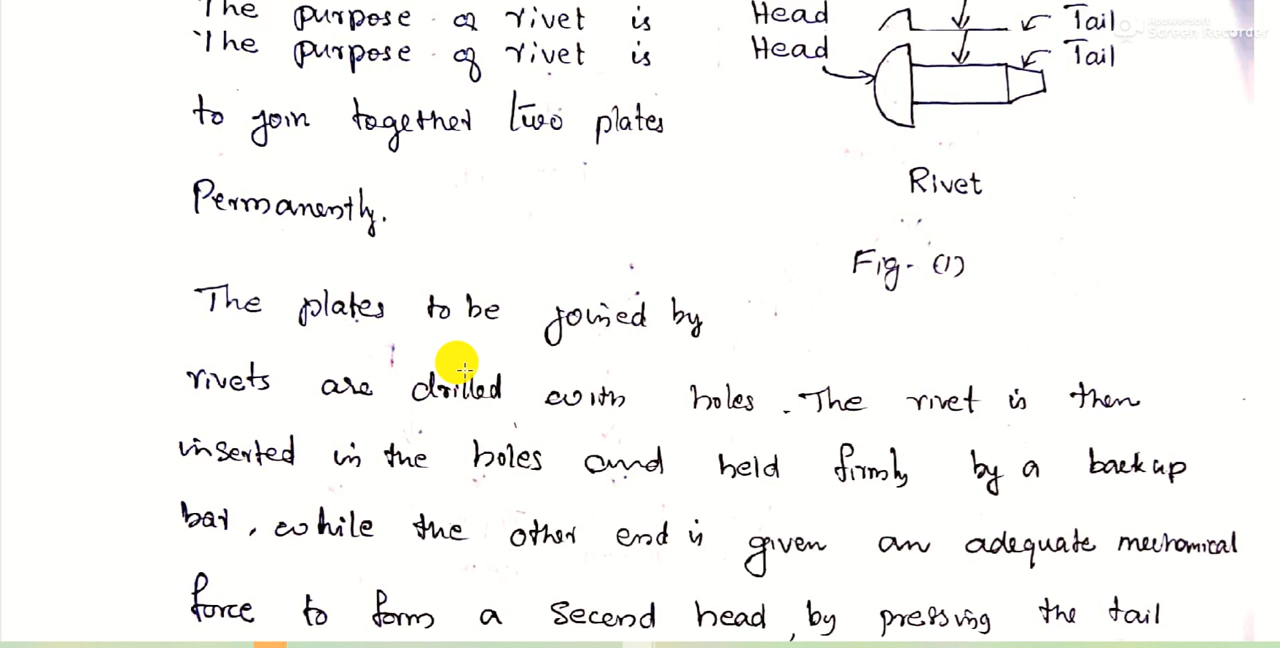 The purpose of rivet is
Head
Tail
The purpose of rivet is
Head
Tail
to join together two plates
Permanently.
Rivet
Fig- (1)
The plates to be joined by
rivets are drilled with holes. The rivet is then
inserted in the holes and held firmly by a backup
bar, while the other end is given an adequate mechanical
force to form a second head, by pressing the tail
Apowersoft
Screen Recorder